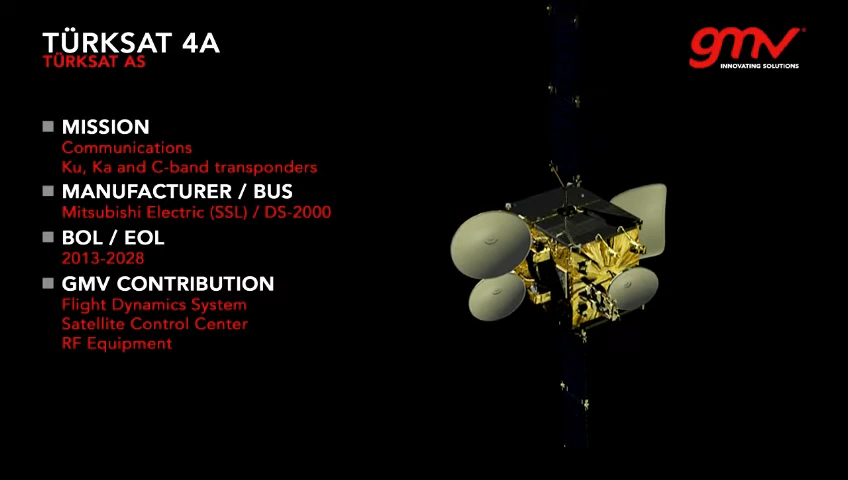 TÜRKSAT 4A
TÜRKSAT AS
gmv
INNOVATING SOLUTIONS
MISSION
Communications
Ku, Ka and C-band transponders
MANUFACTURER / BUS
Mitsubishi Electric (SSL) / DS-2000
BOL / EOL
2013-2028
GMV CONTRIBUTION
Flight Dynamics System
Satellite Control Center
RF Equipment